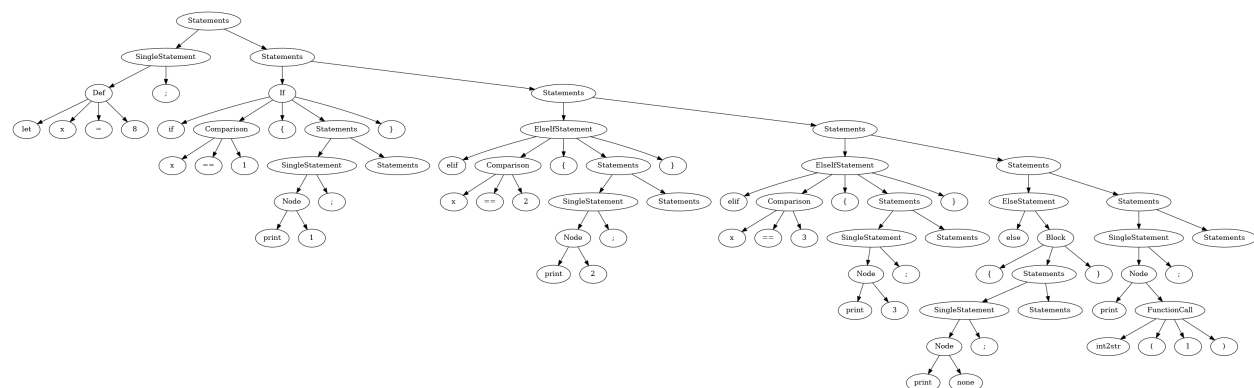 Statements
SingleStatement Statements
Def ; If Statements
let x = 8 if Comparison { Statements } ElseIfStatement Statements
x == 1 SingleStatement Statements elif Comparison { Statements } ElseIfStatement Statements
Node ; x == 2 SingleStatement Statements elif Comparison { Statements } ElseStatement Statements
print 1 Node ; x == 3 SingleStatement Statements else Block SingleStatement Statements
print 2 Node ; { Statements } Node ;
print 3 SingleStatement Statements print FunctionCall
Node ; int2str ( 1 )
print none